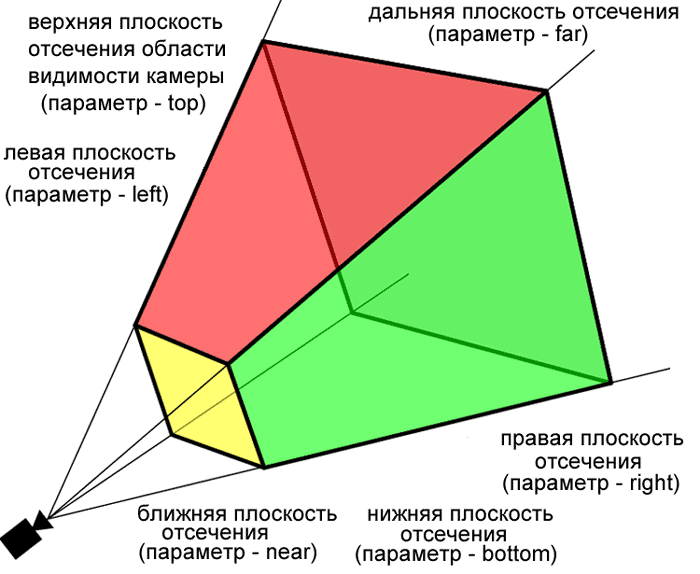 верхняя плоскость
отсечения области
видимости камеры
(параметр - top)
дальняя плоскость отсечения
(параметр - far)
левая плоскость
отсечения
(параметр - left)
правая плоскость
отсечения
(параметр - right)
ближняя плоскость
отсечения
(параметр - near)
нижняя плоскость
отсечения
(параметр - bottom)